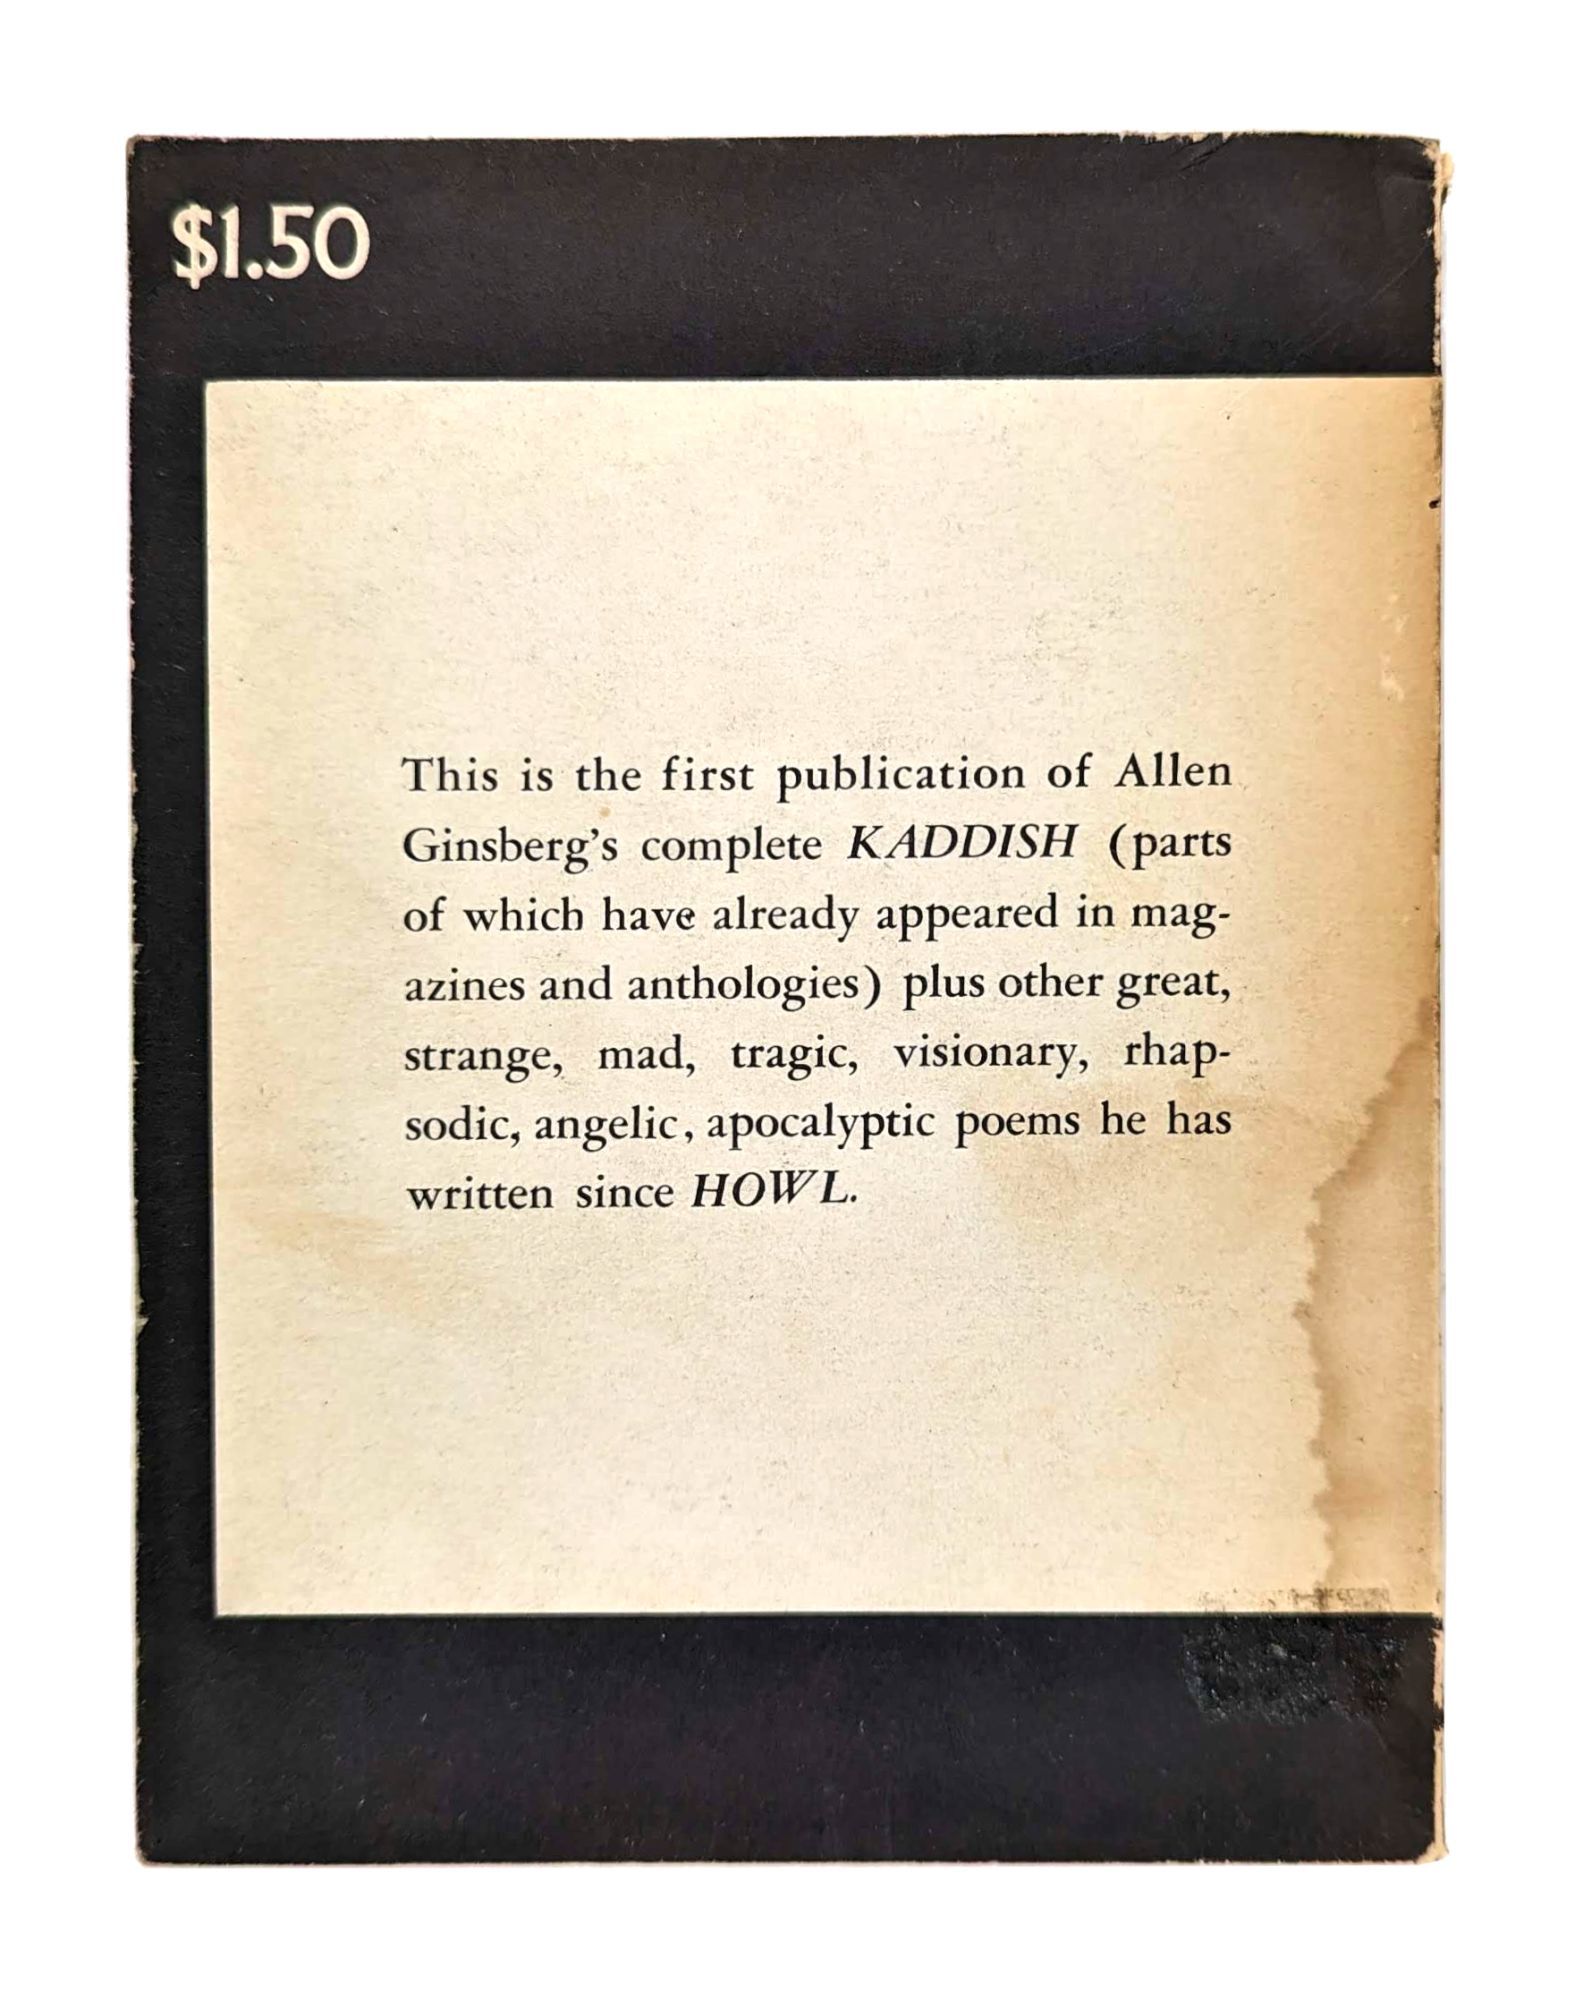 $1.50
This is the first publication of Allen
Ginsberg's complete KADDISH (parts
of which have already appeared in mag-
azines and anthologies) plus other great,
strange, mad, tragic, visionary, rhap-
sodic, angelic, apocalyptic poems he has
written since HOWL.